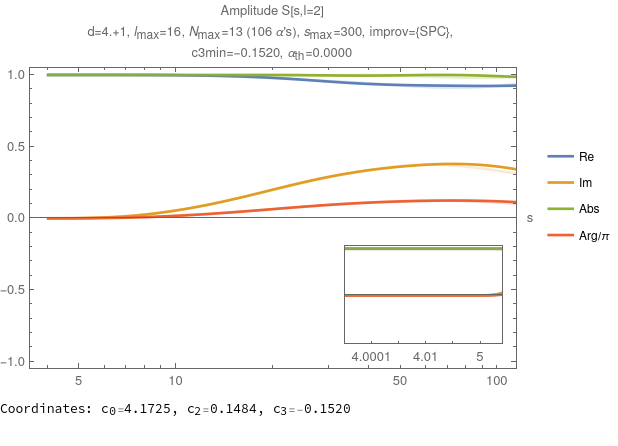 Amplitude S[s,l=2]
d=4.+1, lmax=16, Nmax=13 (106 α's), smax=300, improv={SPC},
c3min=-0.1520, αth=0.0000
1.0
0.5
0.0
-0.5
-1.0
s
Re
Im
Abs
Arg/π
4.0001 4.01 5
5 10 50 100
Coordinates: c0=4.1725, c2=0.1484, c3=-0.1520